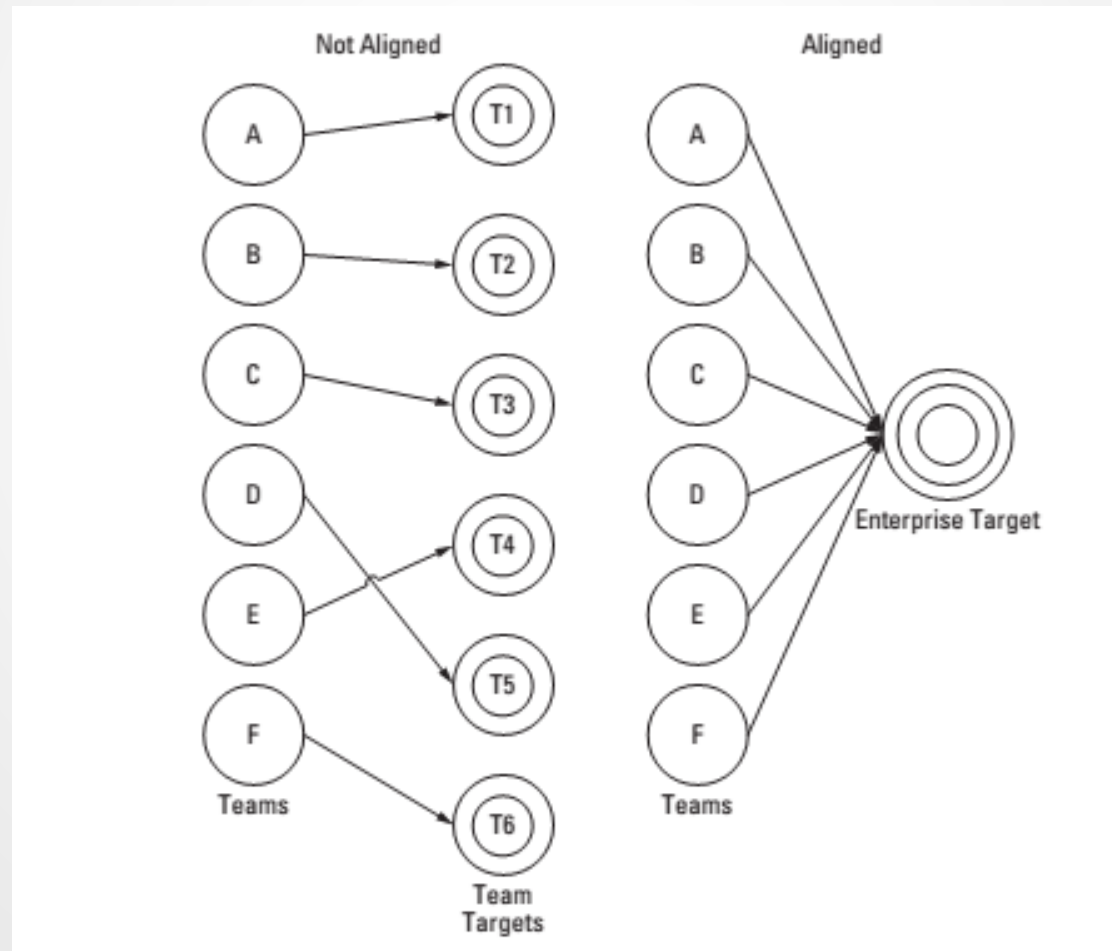 Not Aligned
Aligned
A
T1
A
B
T2
B
C
T3
C
D
T4
D
Enterprise Target
E
T5
E
F
T6
F
Teams
Teams
Team
Targets